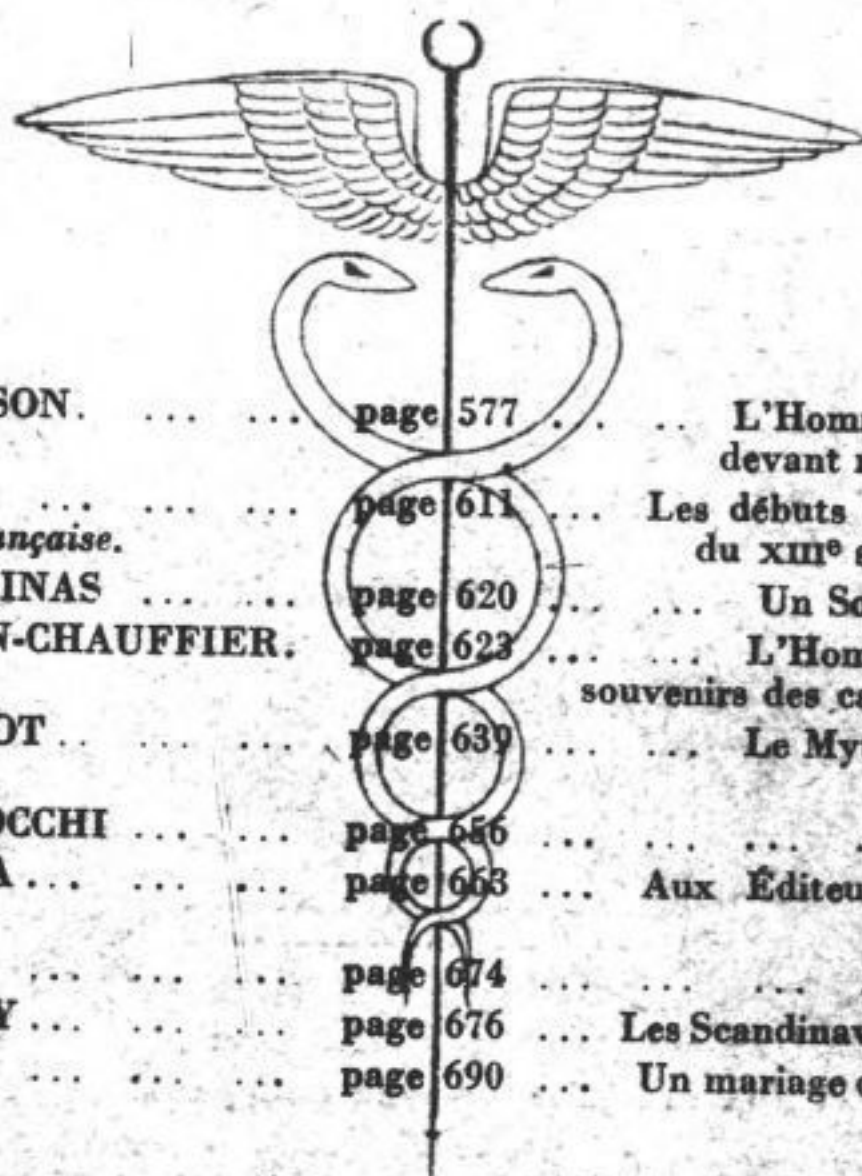 SON. ... ... page 577 ... ... L'Hom
devant
... ... ... page 611 ... Les débuts
nçaise. du XIIIe s
INAS ... ... page 620 ... ... Un So
N-CHAUFFIER. page 623 ... ... L'Hom
souvenirs des ca
OT .. ... ... page 639 ... ... Le My
OCCHI ... ... page 656 ... ... ...
A ... ... ... page 663 ... Aux Éditeu
... ... ... page 674 ... ... ...
Y ... ... ... page 676 ... Les Scandinav
... ... ... page 690 ... Un mariage